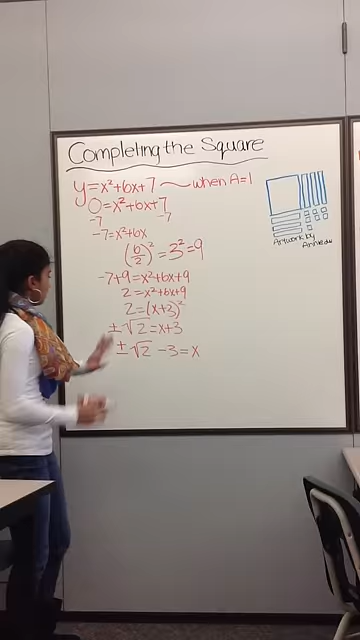 Completing the Square
y=x²+6x+7 ~ when A=1
0=x²+6x+7
-7 -7
-7=x²+6x
(b/2)²=3²=9
-7+9=x²+6x+9
2=x²+6x+9
2=(x+3)²
±√2=x+3
±√2 -3=x
Artwork by